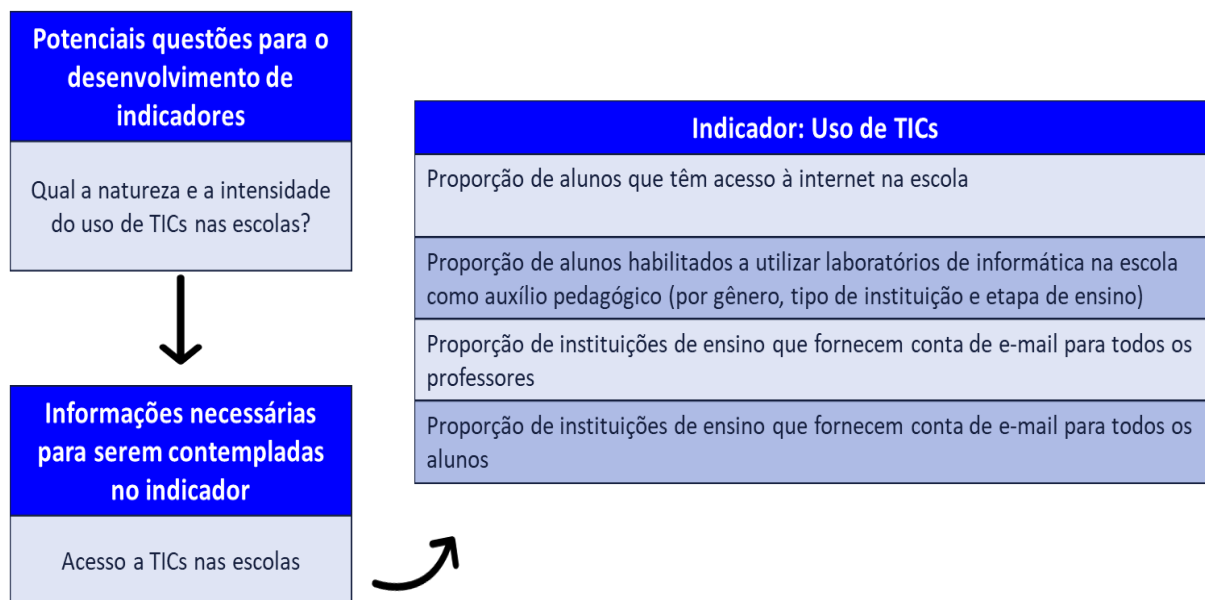 Potenciais questões para o
desenvolvimento de
indicadores
Qual a natureza e a intensidade
do uso de TICs nas escolas?
Informações necessárias
para serem contempladas
no indicador
Acesso a TICs nas escolas
Indicador: Uso de TICs
Proporção de alunos que têm acesso à internet na escola
Proporção de alunos habilitados a utilizar laboratórios de informática na escola
como auxílio pedagógico (por gênero, tipo de instituição e etapa de ensino)
Proporção de instituições de ensino que fornecem conta de e-mail para todos os
professores
Proporção de instituições de ensino que fornecem conta de e-mail para todos os
alunos